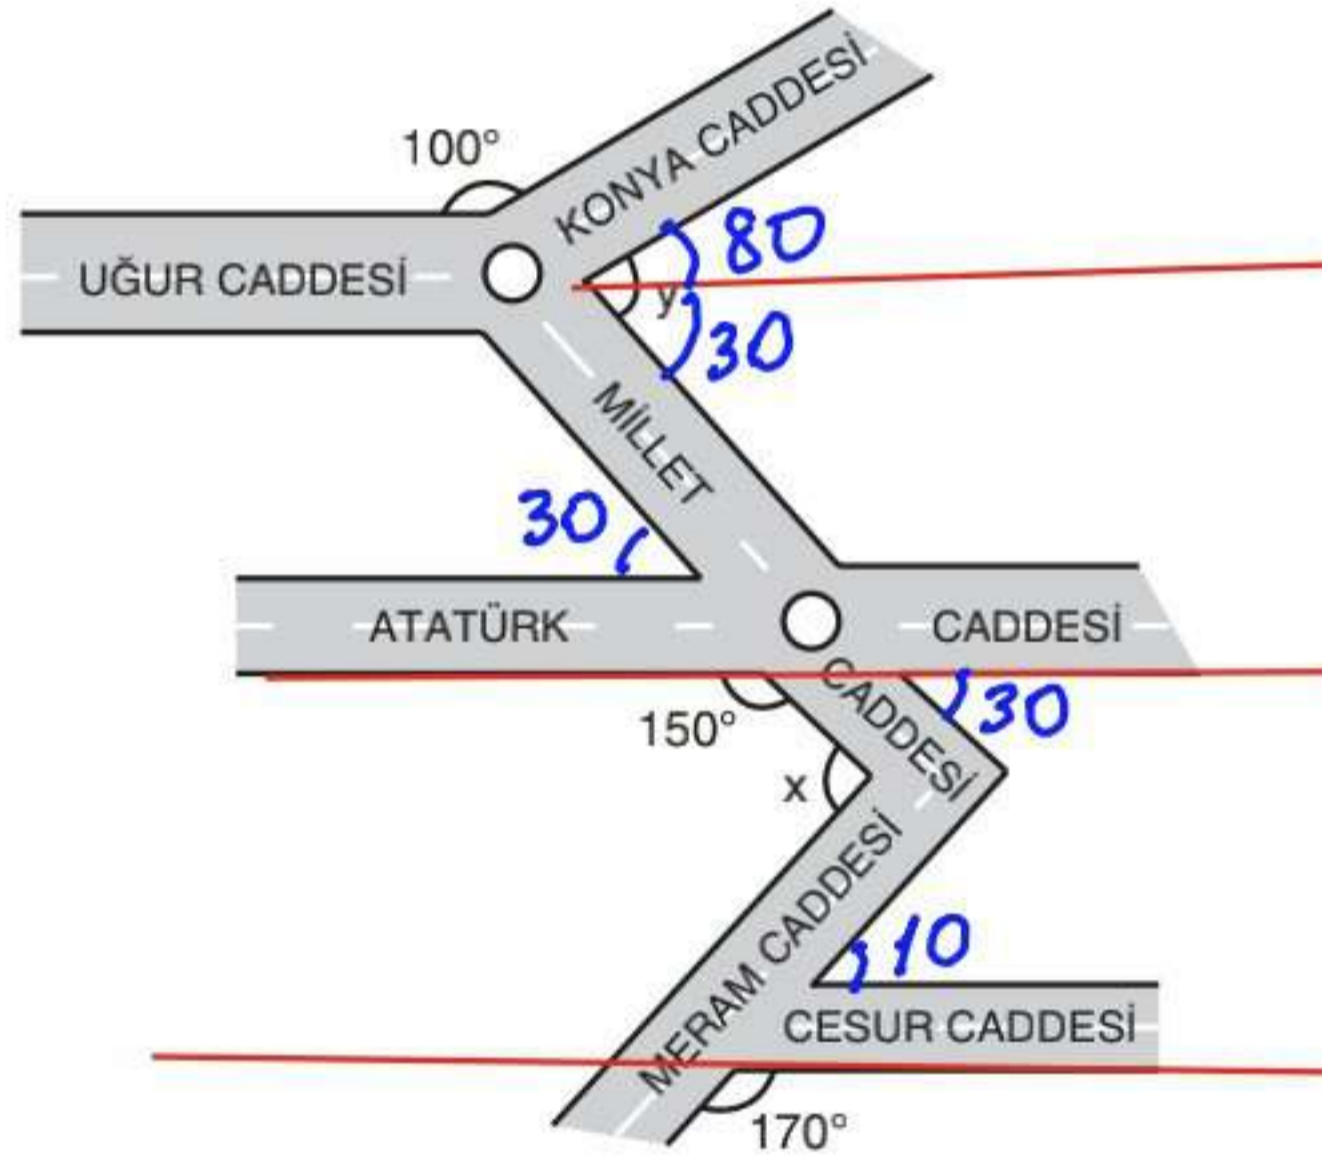 100°
KONYA CADDESİ
80
UĞUR CADDESİ
y
30
MİLLET
30
ATATÜRK
CADDESİ
CADDESİ
30
150°
x
MERAM CADDESİ
10
CESUR CADDESİ
170°